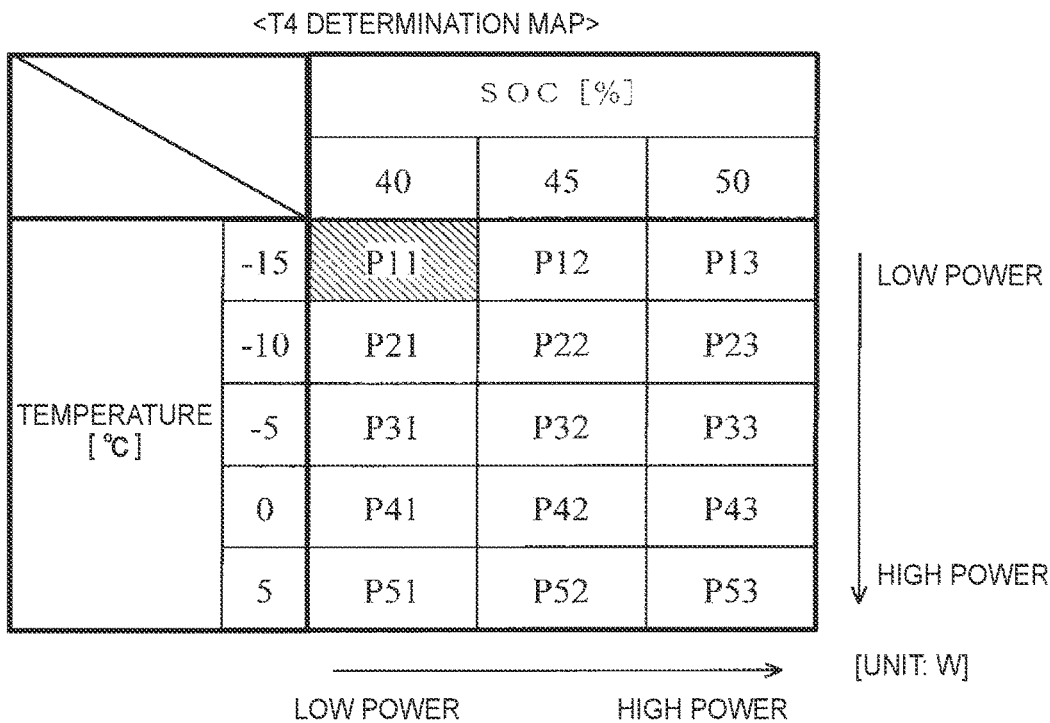 <T4 DETERMINATION MAP>
SOC [%]
40 45 50
-15 P11 P12 P13
LOW POWER
-10 P21 P22 P23
TEMPERATURE
[℃]
-5 P31 P32 P33
0 P41 P42 P43
5 P51 P52 P53
HIGH POWER
[UNIT: W]
LOW POWER HIGH POWER